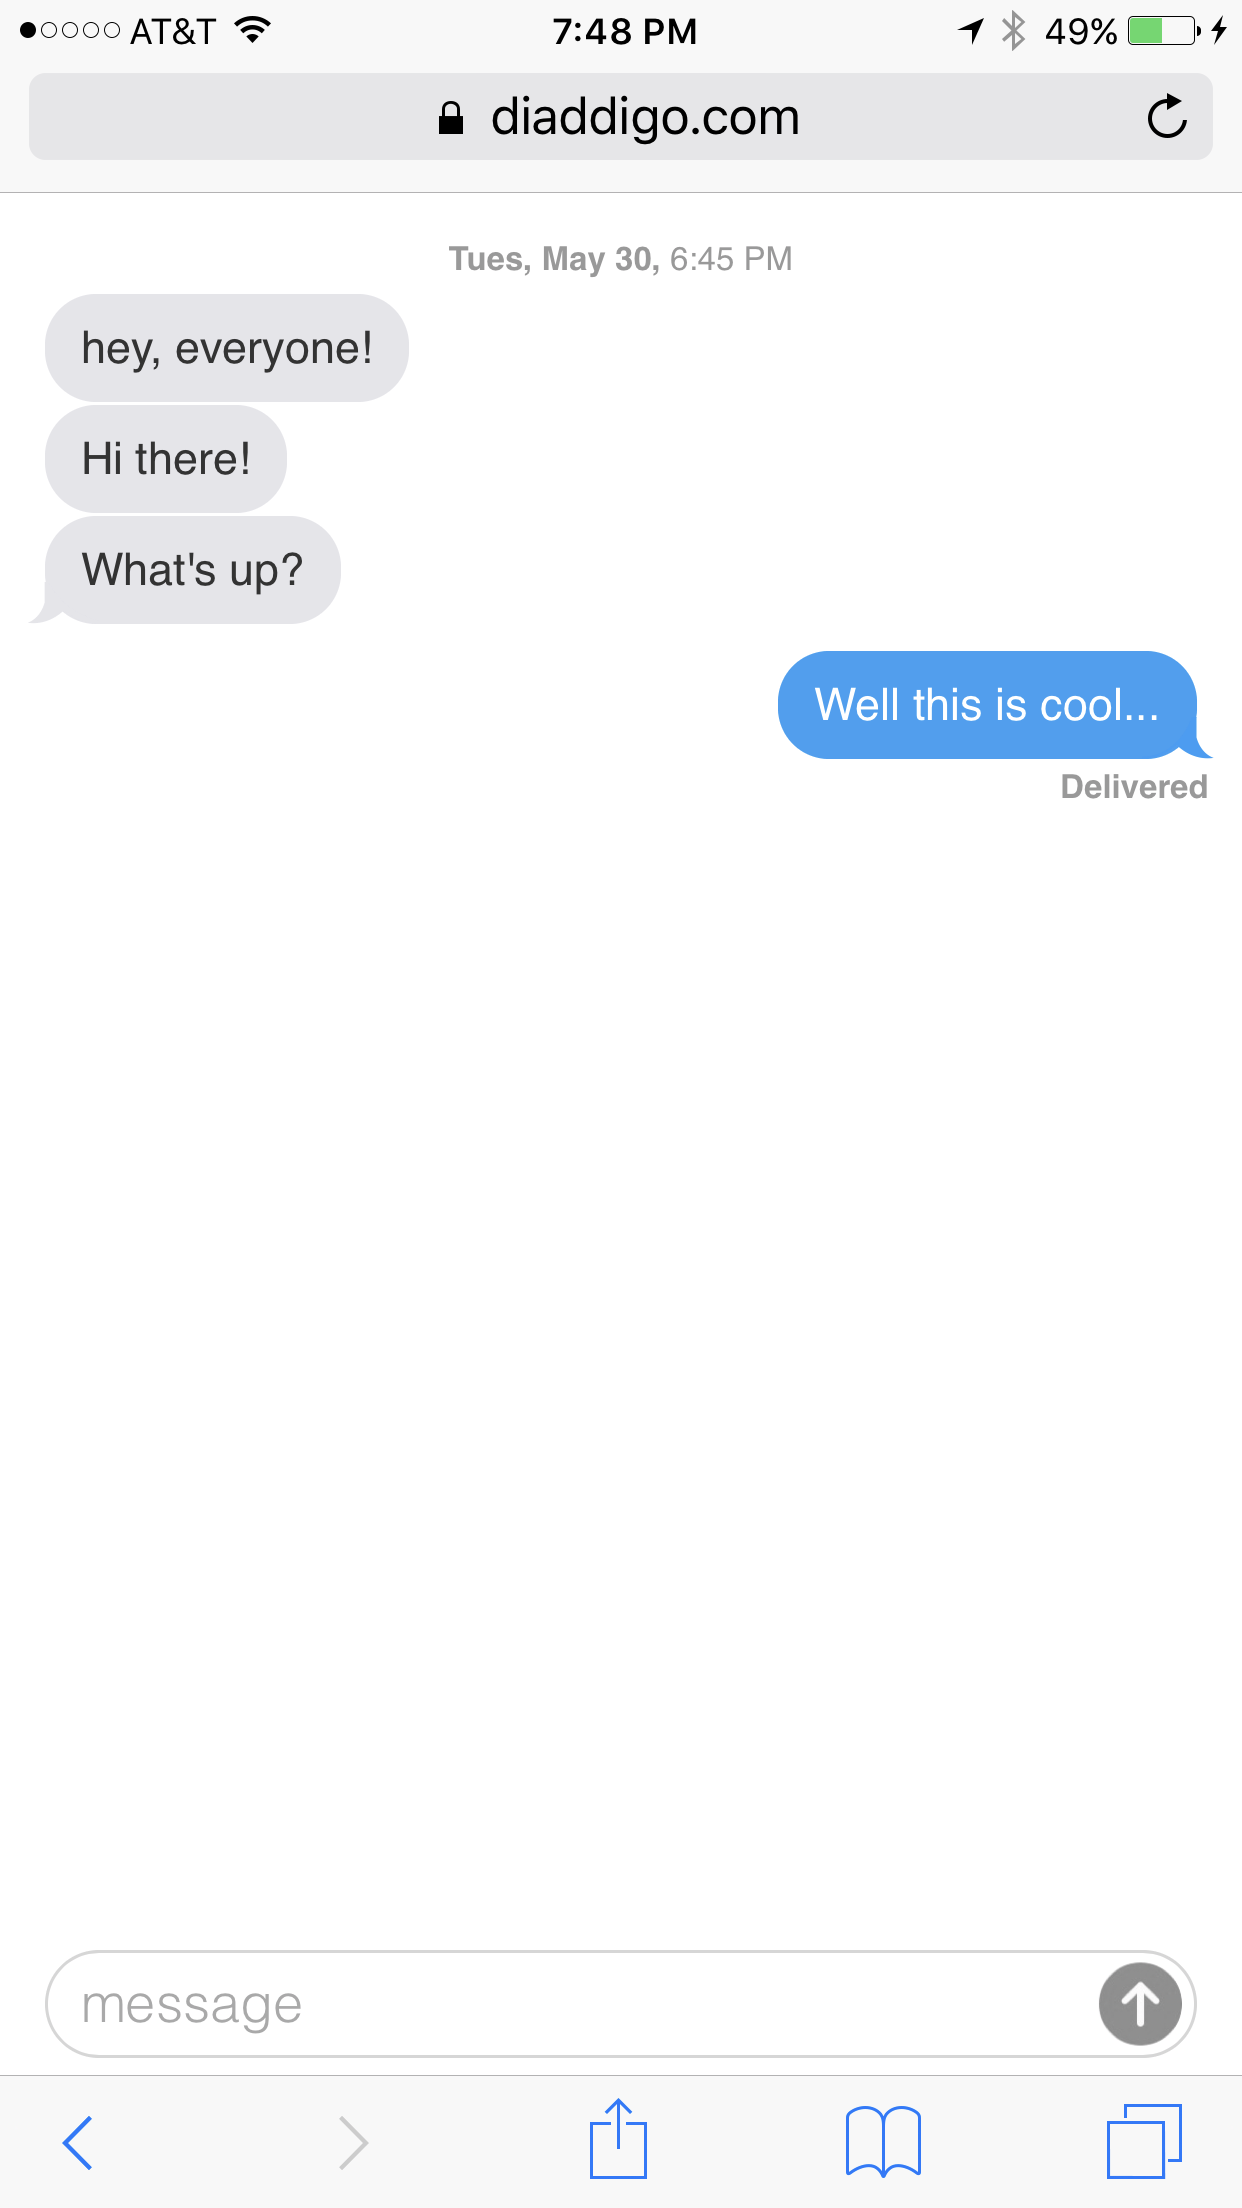 AT&T 7:48 PM 49%
diaddigo.com
Tues, May 30, 6:45 PM
hey, everyone!
Hi there!
What's up?
Well this is cool...
Delivered
message